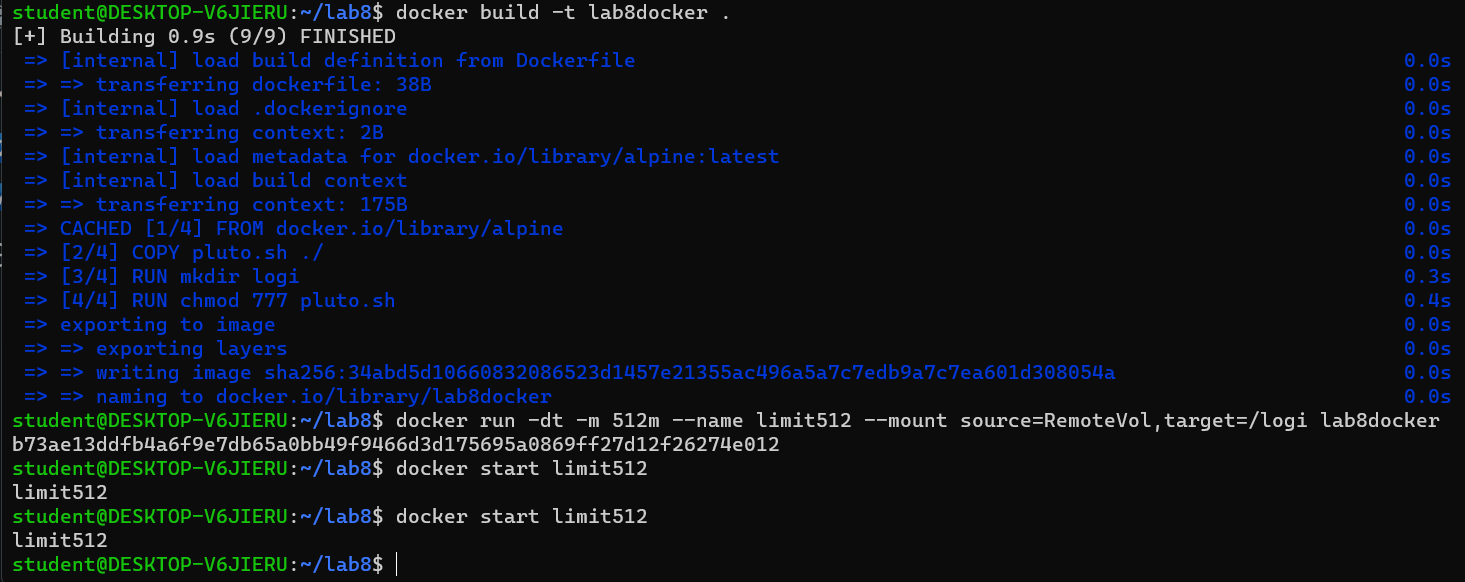 student@DESKTOP-V6JIERU:~/lab8$ docker build -t lab8docker .
[+] Building 0.9s (9/9) FINISHED
=> [internal] load build definition from Dockerfile 0.0s
=> => transferring dockerfile: 38B 0.0s
=> [internal] load .dockerignore 0.0s
=> => transferring context: 2B 0.0s
=> [internal] load metadata for docker.io/library/alpine:latest 0.0s
=> [internal] load build context 0.0s
=> => transferring context: 175B 0.0s
=> CACHED [1/4] FROM docker.io/library/alpine 0.0s
=> [2/4] COPY pluto.sh ./ 0.0s
=> [3/4] RUN mkdir logi 0.3s
=> [4/4] RUN chmod 777 pluto.sh 0.4s
=> exporting to image 0.0s
=> => exporting layers 0.0s
=> => writing image sha256:34abd5d10660832086523d1457e21355ac496a5a7c7edb9a7c7ea601d308054a 0.0s
=> => naming to docker.io/library/lab8docker 0.0s
student@DESKTOP-V6JIERU:~/lab8$ docker run -dt -m 512m --name limit512 --mount source=RemoteVol,target=/logi lab8docker
b73ae13ddfb4a6f9e7db65a0bb49f9466d3d175695a0869ff27d12f26274e012
student@DESKTOP-V6JIERU:~/lab8$ docker start limit512
limit512
student@DESKTOP-V6JIERU:~/lab8$ docker start limit512
limit512
student@DESKTOP-V6JIERU:~/lab8$